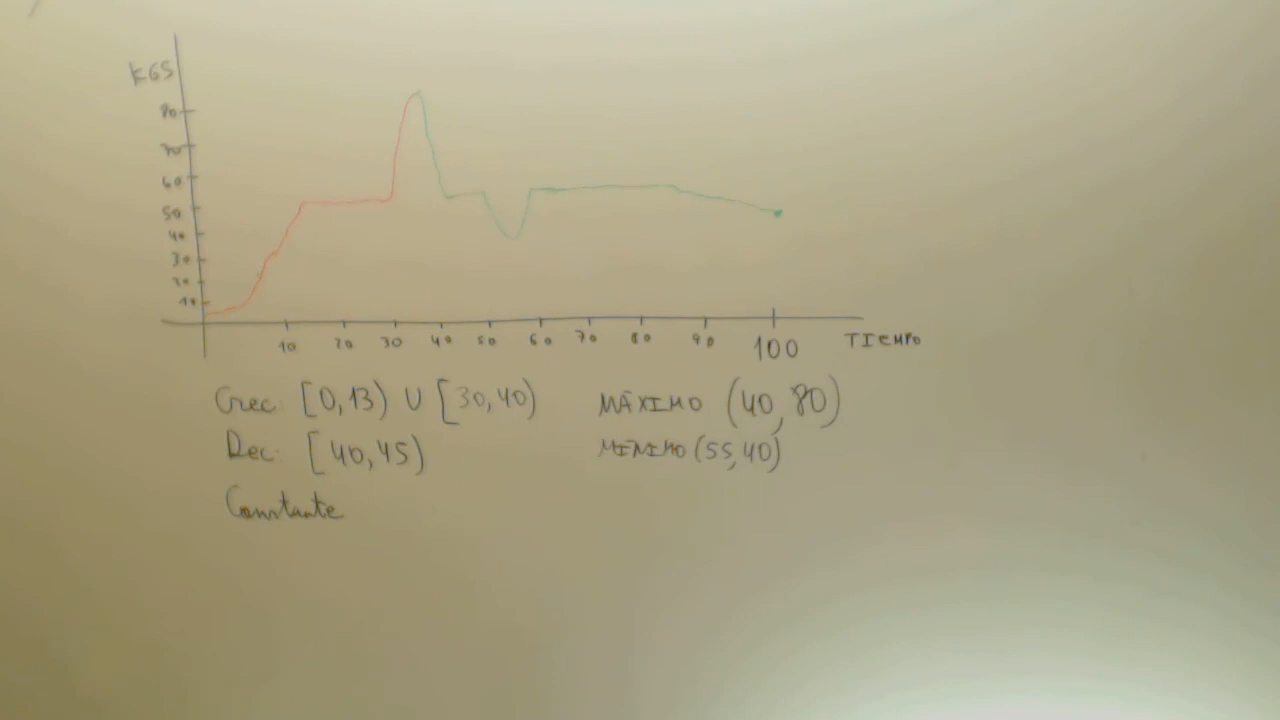 KGS
80
70
60
50
40
30
20
10
10 20 30 40 50 60 70 80 90 100 TIEMPO
Crec: [0,13) U [30,40) MÁXIMO (40,80)
Dec: [40,45) MÍNIMO (55,40)
Constante